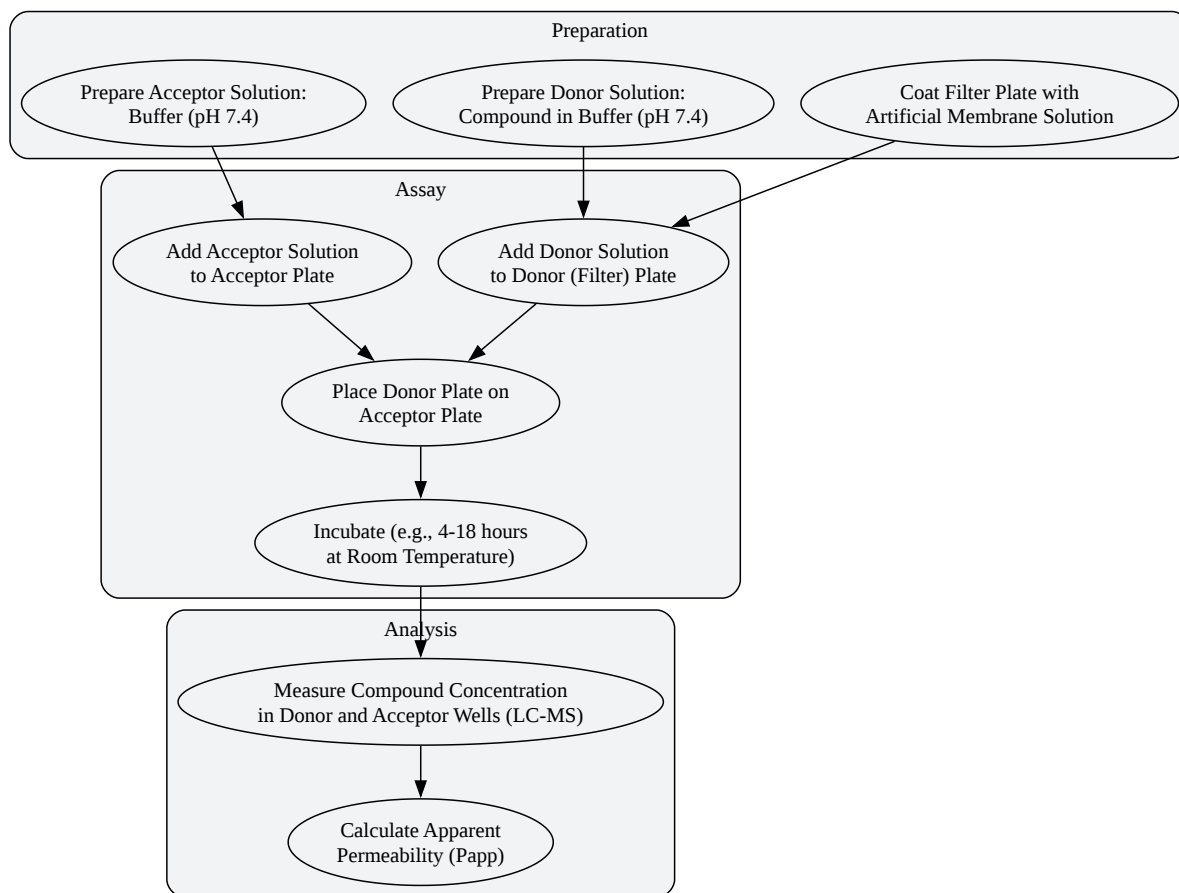 Preparation
Prepare Acceptor Solution:
Buffer (pH 7.4)
Prepare Donor Solution:
Compound in Buffer (pH 7.4)
Coat Filter Plate with
Artificial Membrane Solution
Assay
Add Acceptor Solution
to Acceptor Plate
Add Donor Solution
to Donor (Filter) Plate
Place Donor Plate on
Acceptor Plate
Incubate (e.g., 4-18 hours
at Room Temperature)
Analysis
Measure Compound Concentration
in Donor and Acceptor Wells (LC-MS)
Calculate Apparent
Permeability (Papp)